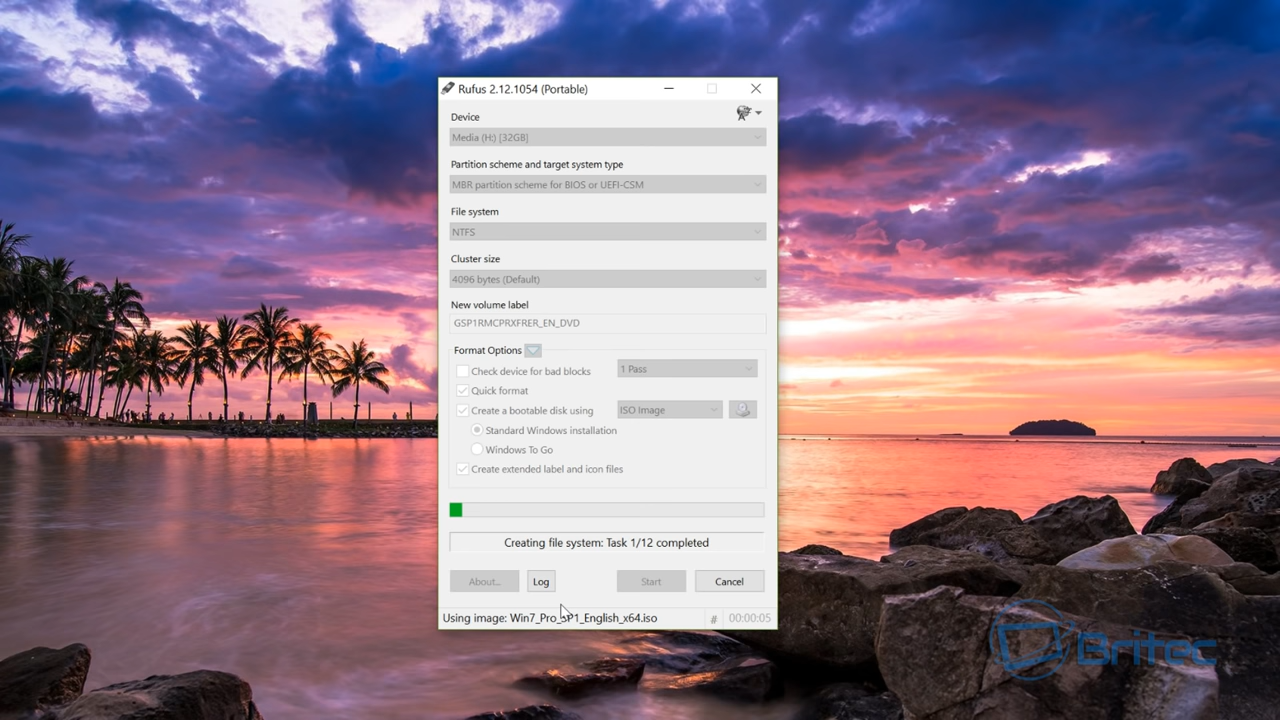 Rufus 2.12.1054 (Portable)
Device
Media (H:) [32GB]
Partition scheme and target system type
MBR partition scheme for BIOS or UEFI-CSM
File system
NTFS
Cluster size
4096 bytes (Default)
New volume label
GSP1RMCPRXFRER_EN_DVD
Format Options
Check device for bad blocks 1 Pass
Quick format
Create a bootable disk using ISO Image
Standard Windows installation
Windows To Go
Create extended label and icon files
Creating file system: Task 1/12 completed
About... Log Start Cancel
Using image: Win7_Pro_SP1_English_x64.iso # 00:00:05
Britec